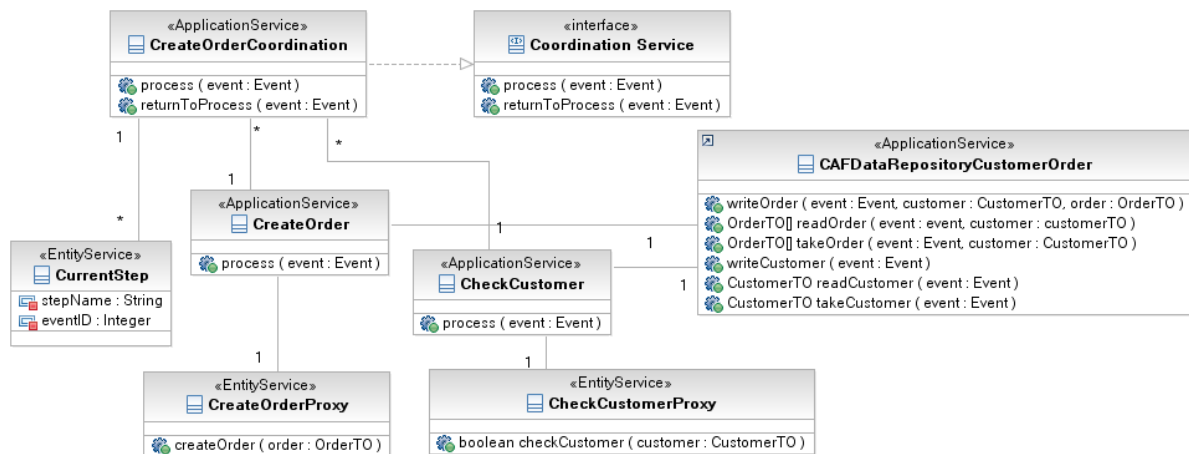 «ApplicationService»
CreateOrderCoordination
process ( event : Event )
returnToProcess ( event : Event )
«interface»
Coordination Service
process ( event : Event )
returnToProcess ( event : Event )
1
*
*
«ApplicationService»
CAFDataRepositoryCustomerOrder
writeOrder ( event : Event, customer : CustomerTO, order : OrderTO )
OrderTO[] readOrder ( event : event, customer : customerTO )
OrderTO[] takeOrder ( event : Event, customer : CustomerTO )
writeCustomer ( event : Event )
CustomerTO readCustomer ( event : Event )
CustomerTO takeCustomer ( event : Event )
1
«ApplicationService»
CreateOrder
process ( event : Event )
*
1
1
1
«EntityService»
CurrentStep
stepName : String
eventID : Integer
«ApplicationService»
CheckCustomer
process ( event : Event )
1
1
«EntityService»
CreateOrderProxy
createOrder ( order : OrderTO )
«EntityService»
CheckCustomerProxy
boolean checkCustomer ( customer : CustomerTO )